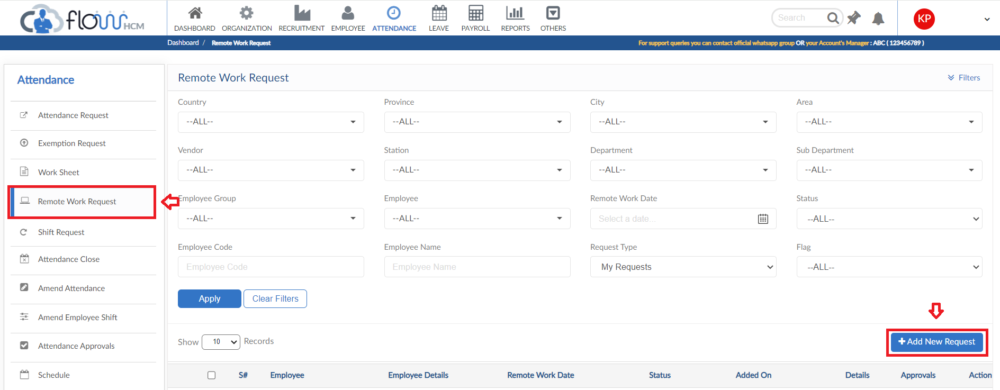 flowHCM
DASHBOARD ORGANIZATION RECRUITMENT EMPLOYEE ATTENDANCE LEAVE PAYROLL REPORTS OTHERS
Search
KP
Dashboard / Remote Work Request
For support queries you can contact official whatsapp group OR your Account's Manager : ABC ( 123456789 )
Attendance
Attendance Request
Exemption Request
Work Sheet
Remote Work Request
Shift Request
Attendance Close
Amend Attendance
Amend Employee Shift
Attendance Approvals
Schedule
Remote Work Request
Filters
Country Province City Area
--ALL-- --ALL-- --ALL-- --ALL--
Vendor Station Department Sub Department
--ALL-- --ALL-- --ALL-- --ALL--
Employee Group Employee Remote Work Date Status
--ALL-- --ALL-- Select a date... --ALL--
Employee Code Employee Name Request Type Flag
Employee Code Employee Name My Requests --ALL--
Apply Clear Filters
Show 10 Records
Add New Request
S# Employee Employee Details Remote Work Date Status Added On Details Approvals Action